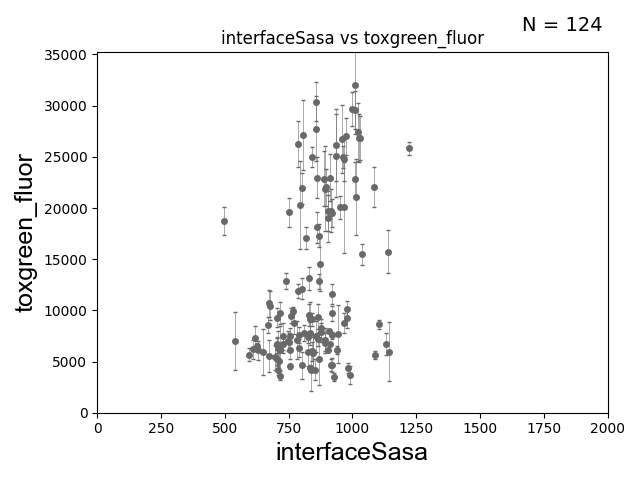 N = 124
interfaceSasa vs toxgreen_fluor
35000
30000
25000
20000
15000
10000
5000
0
toxgreen_fluor
0 250 500 750 1000 1250 1500 1750 2000
interfaceSasa